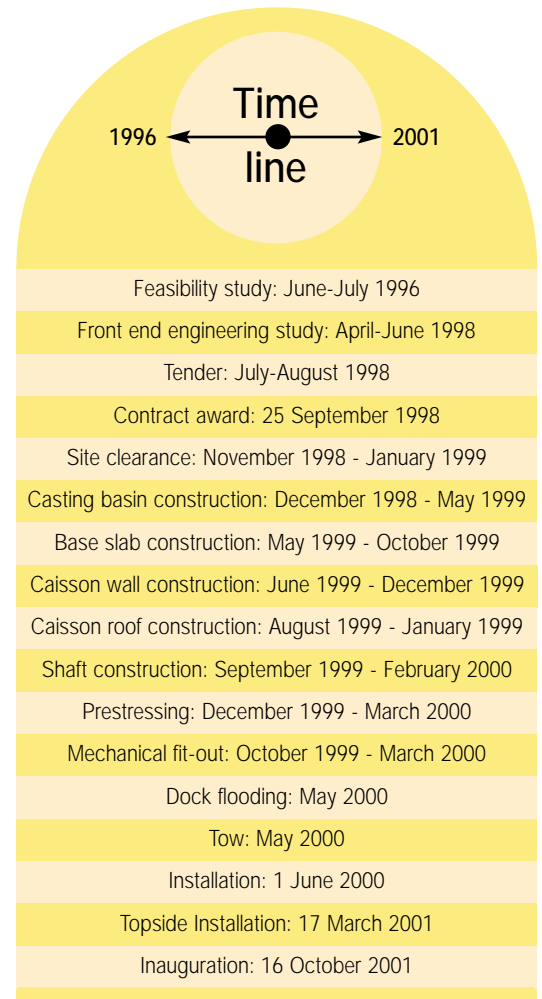 Time
1996
2001
line
Feasibility study: June-July 1996
Front end engineering study: April-June 1998
Tender: July-August 1998
Contract award: 25 September 1998
Site clearance: November 1998 - January 1999
Casting basin construction: December 1998 - May 1999
Base slab construction: May 1999 - October 1999
Caisson wall construction: June 1999 - December 1999
Caisson roof construction: August 1999 - January 1999
Shaft construction: September 1999 - February 2000
Prestressing: December 1999 - March 2000
Mechanical fit-out: October 1999 - March 2000
Dock flooding: May 2000
Tow: May 2000
Installation: 1 June 2000
Topside Installation: 17 March 2001
Inauguration: 16 October 2001